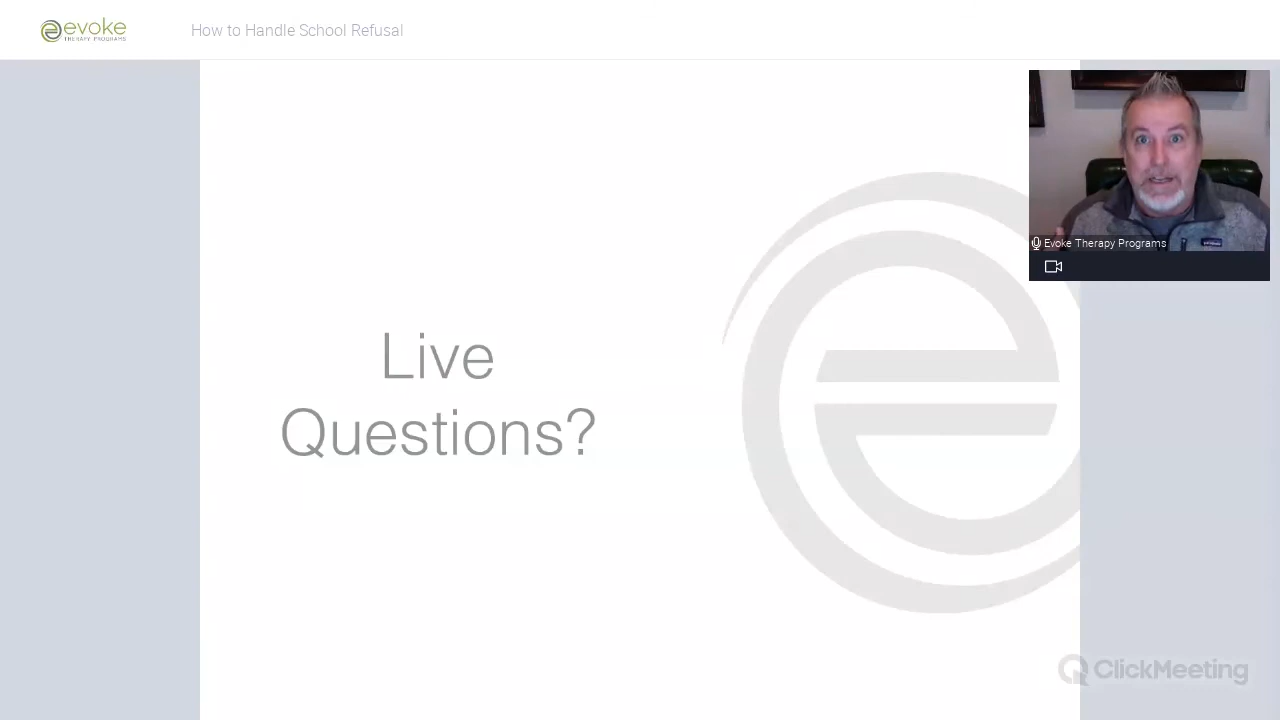 evoke
THERAPY PROGRAMS
How to Handle School Refusal
Evoke Therapy Programs
Live
Questions?
ClickMeeting